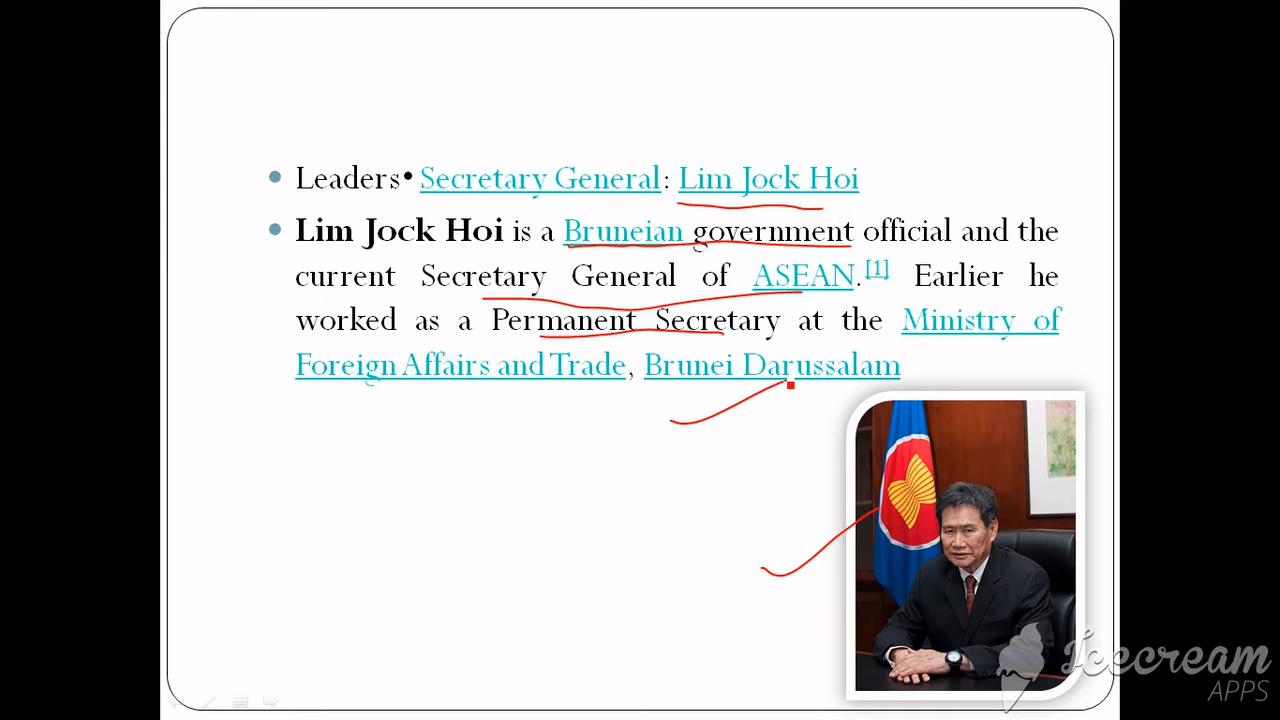 Leaders• Secretary General: Lim Jock Hoi
Lim Jock Hoi is a Bruneian government official and the
current Secretary General of ASEAN.[1] Earlier he
worked as a Permanent Secretary at the Ministry of
Foreign Affairs and Trade, Brunei Darussalam
Icecream
APPS